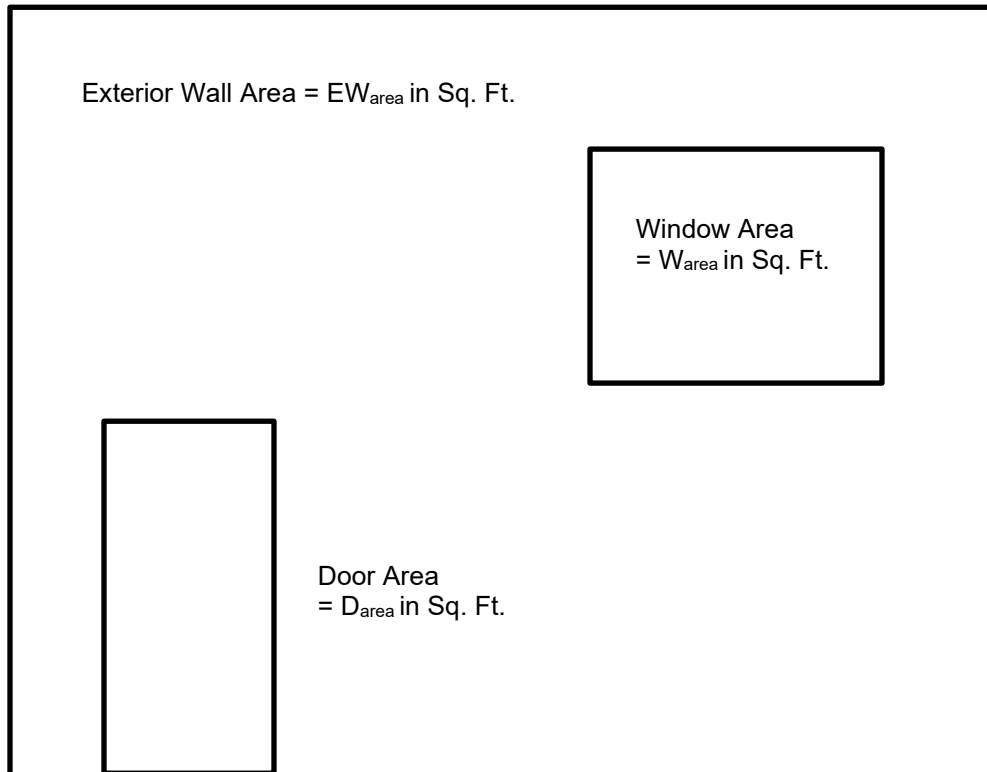 Exterior Wall Area = EWarea in Sq. Ft.
Window Area
= Warea in Sq. Ft.
Door Area
= Darea in Sq. Ft.